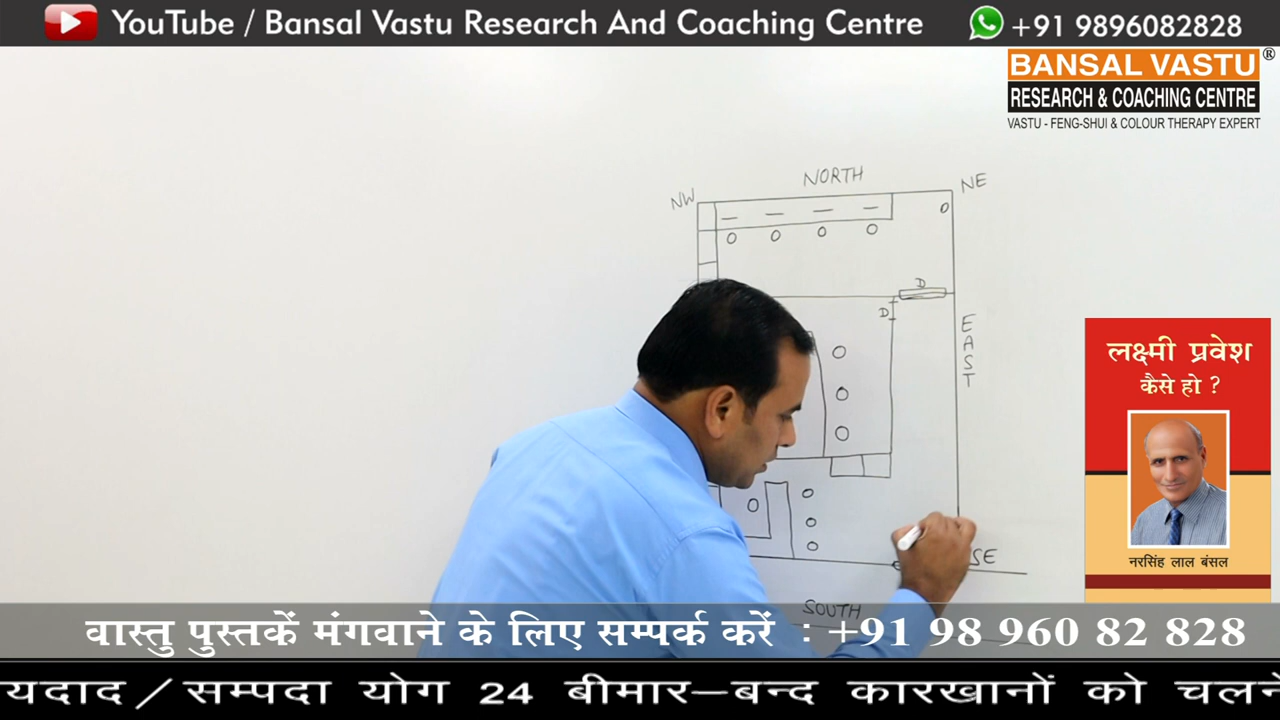 YouTube / Bansal Vastu Research And Coaching Centre
+91 9896082828
BANSAL VASTU®
RESEARCH & COACHING CENTRE
VASTU - FENG-SHUI & COLOUR THERAPY EXPERT
NORTH
NW
NE
D
D
EAST
लक्ष्मी प्रवेश
कैसे हो ?
नरसिंह लाल बंसल
SE
SOUTH
वास्तु पुस्तकें मंगवाने के लिए सम्पर्क करें : +91 98 960 82 828
यदाद / सम्पदा योग 24 बीमार–बन्द कारखानों को चलने